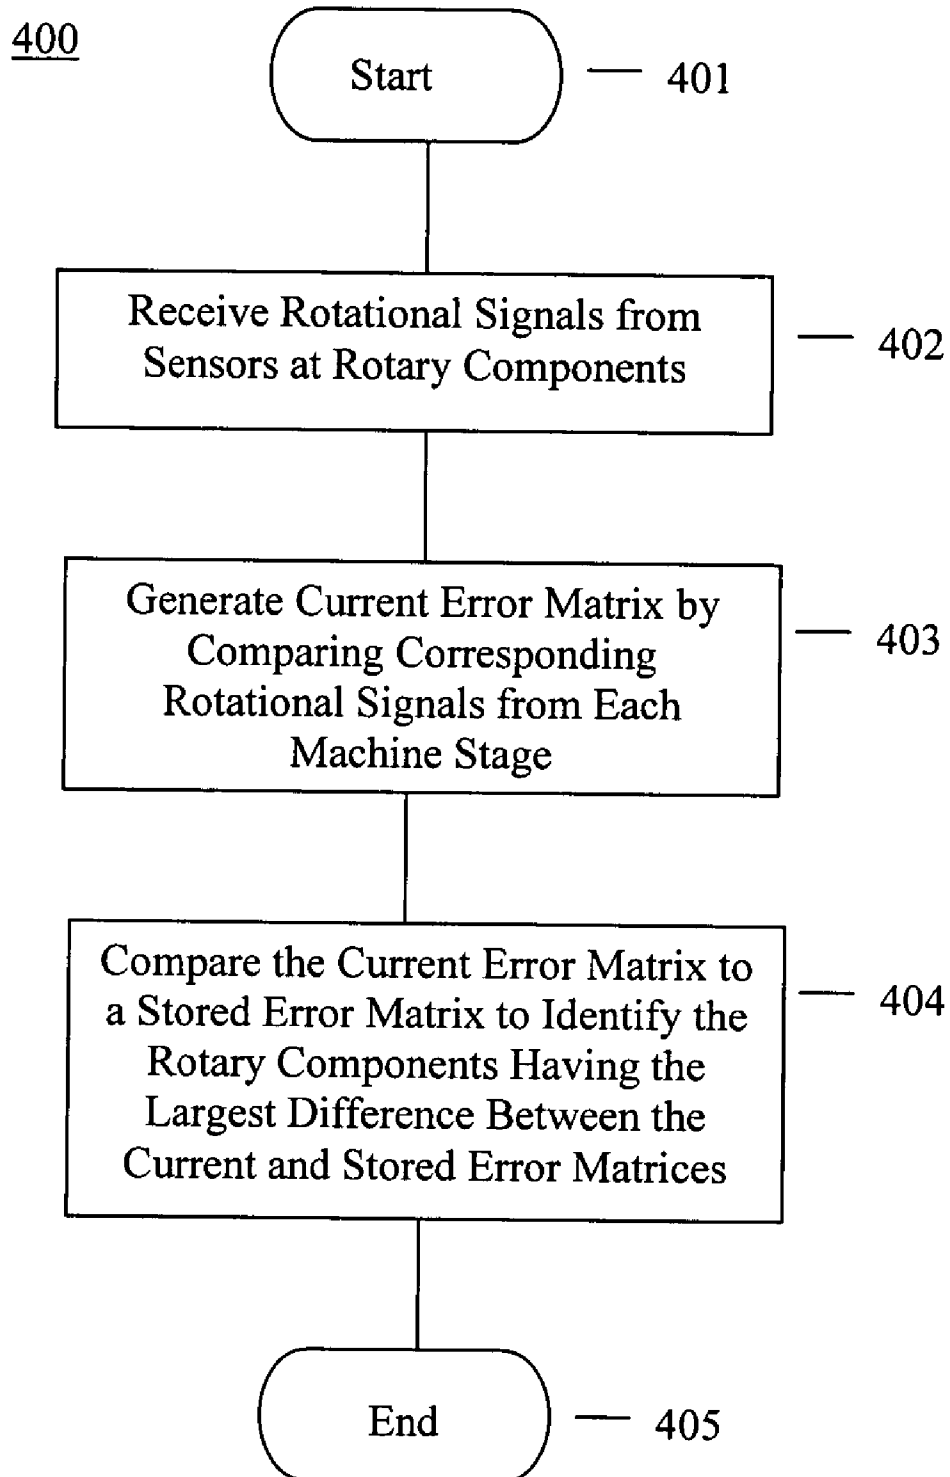 400
Start
401
Receive Rotational Signals from
Sensors at Rotary Components
402
Generate Current Error Matrix by
Comparing Corresponding
Rotational Signals from Each
Machine Stage
403
Compare the Current Error Matrix to
a Stored Error Matrix to Identify the
Rotary Components Having the
Largest Difference Between the
Current and Stored Error Matrices
404
End
405